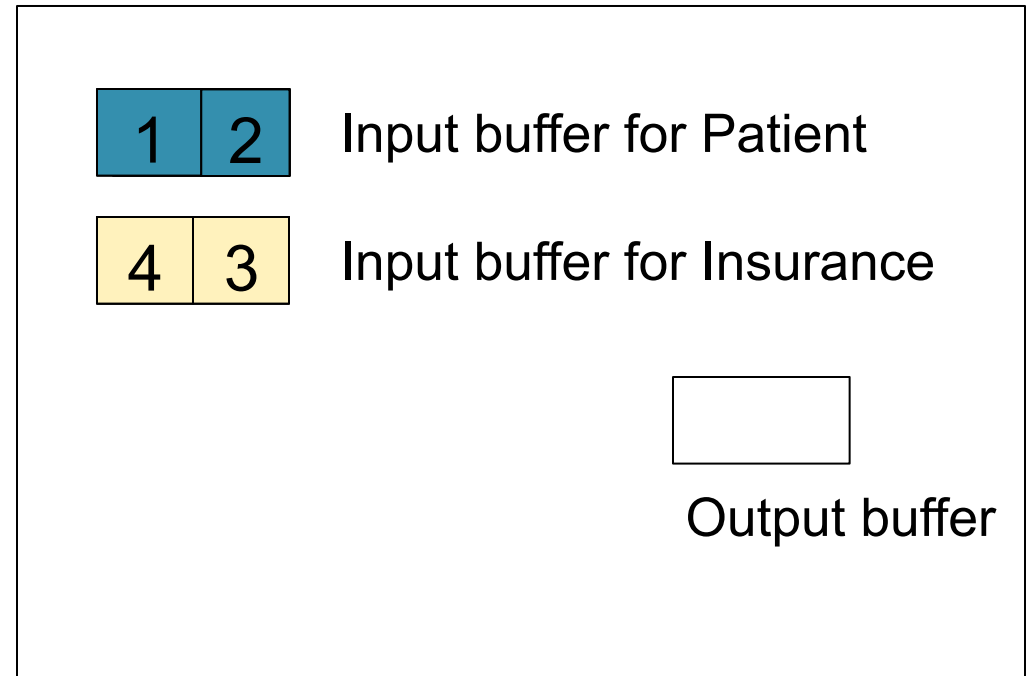 1 2 Input buffer for Patient
4 3 Input buffer for Insurance
Output buffer